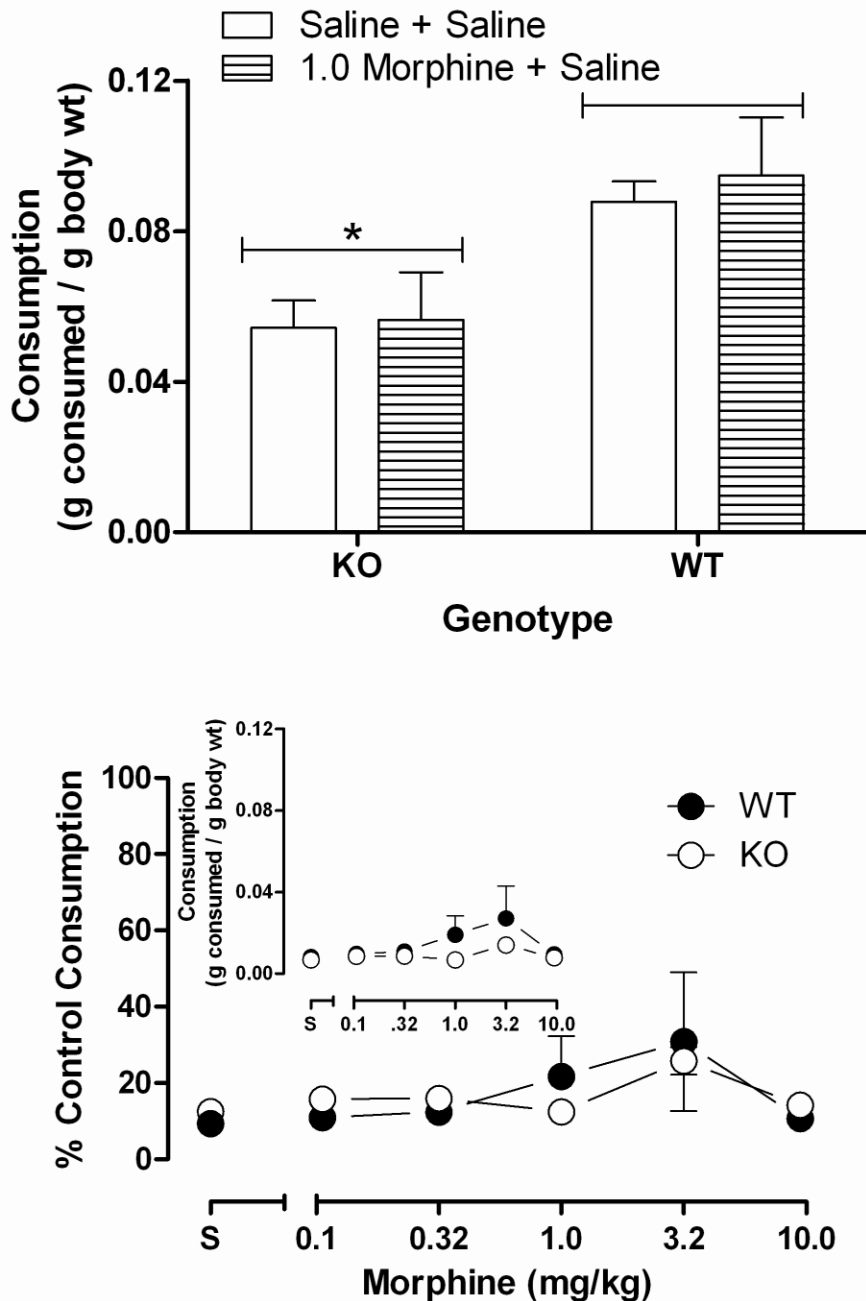 Saline + Saline
1.0 Morphine + Saline
Consumption
(g consumed / g body wt)
0.12
0.08
0.04
0.00
*
KO
WT
Genotype
% Control Consumption
100
80
60
40
20
0
Consumption
(g consumed / g body wt)
0.12
0.08
0.04
0.00
S
0.1
.32
1.0
3.2
10.0
WT
KO
S
0.1
0.32
1.0
3.2
10.0
Morphine (mg/kg)